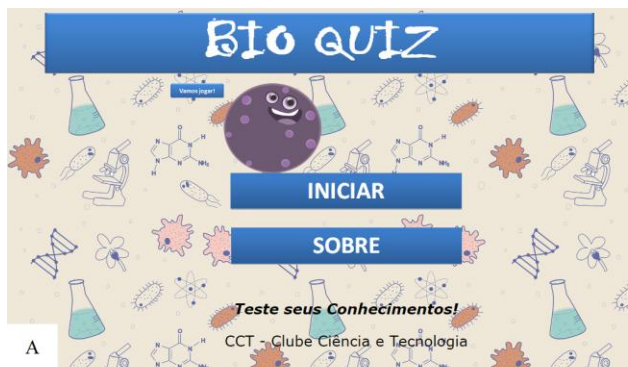 BIO QUIZ
Vamos jogar!
INICIAR
SOBRE
Teste seus Conhecimentos!
CCT - Clube Ciência e Tecnologia
A